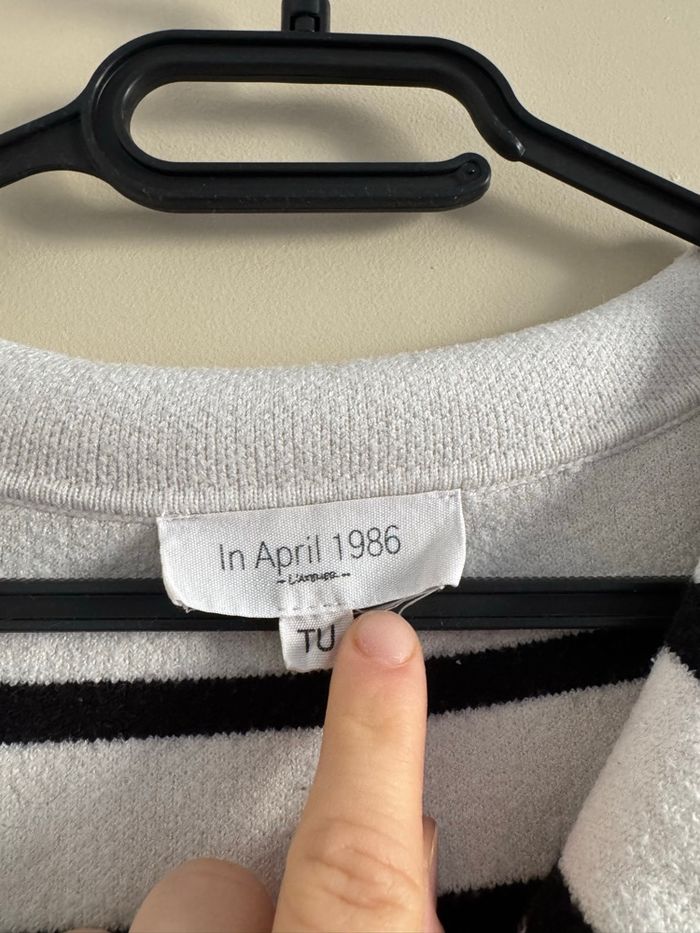 In April 1986
- L'ATELIER -
TU